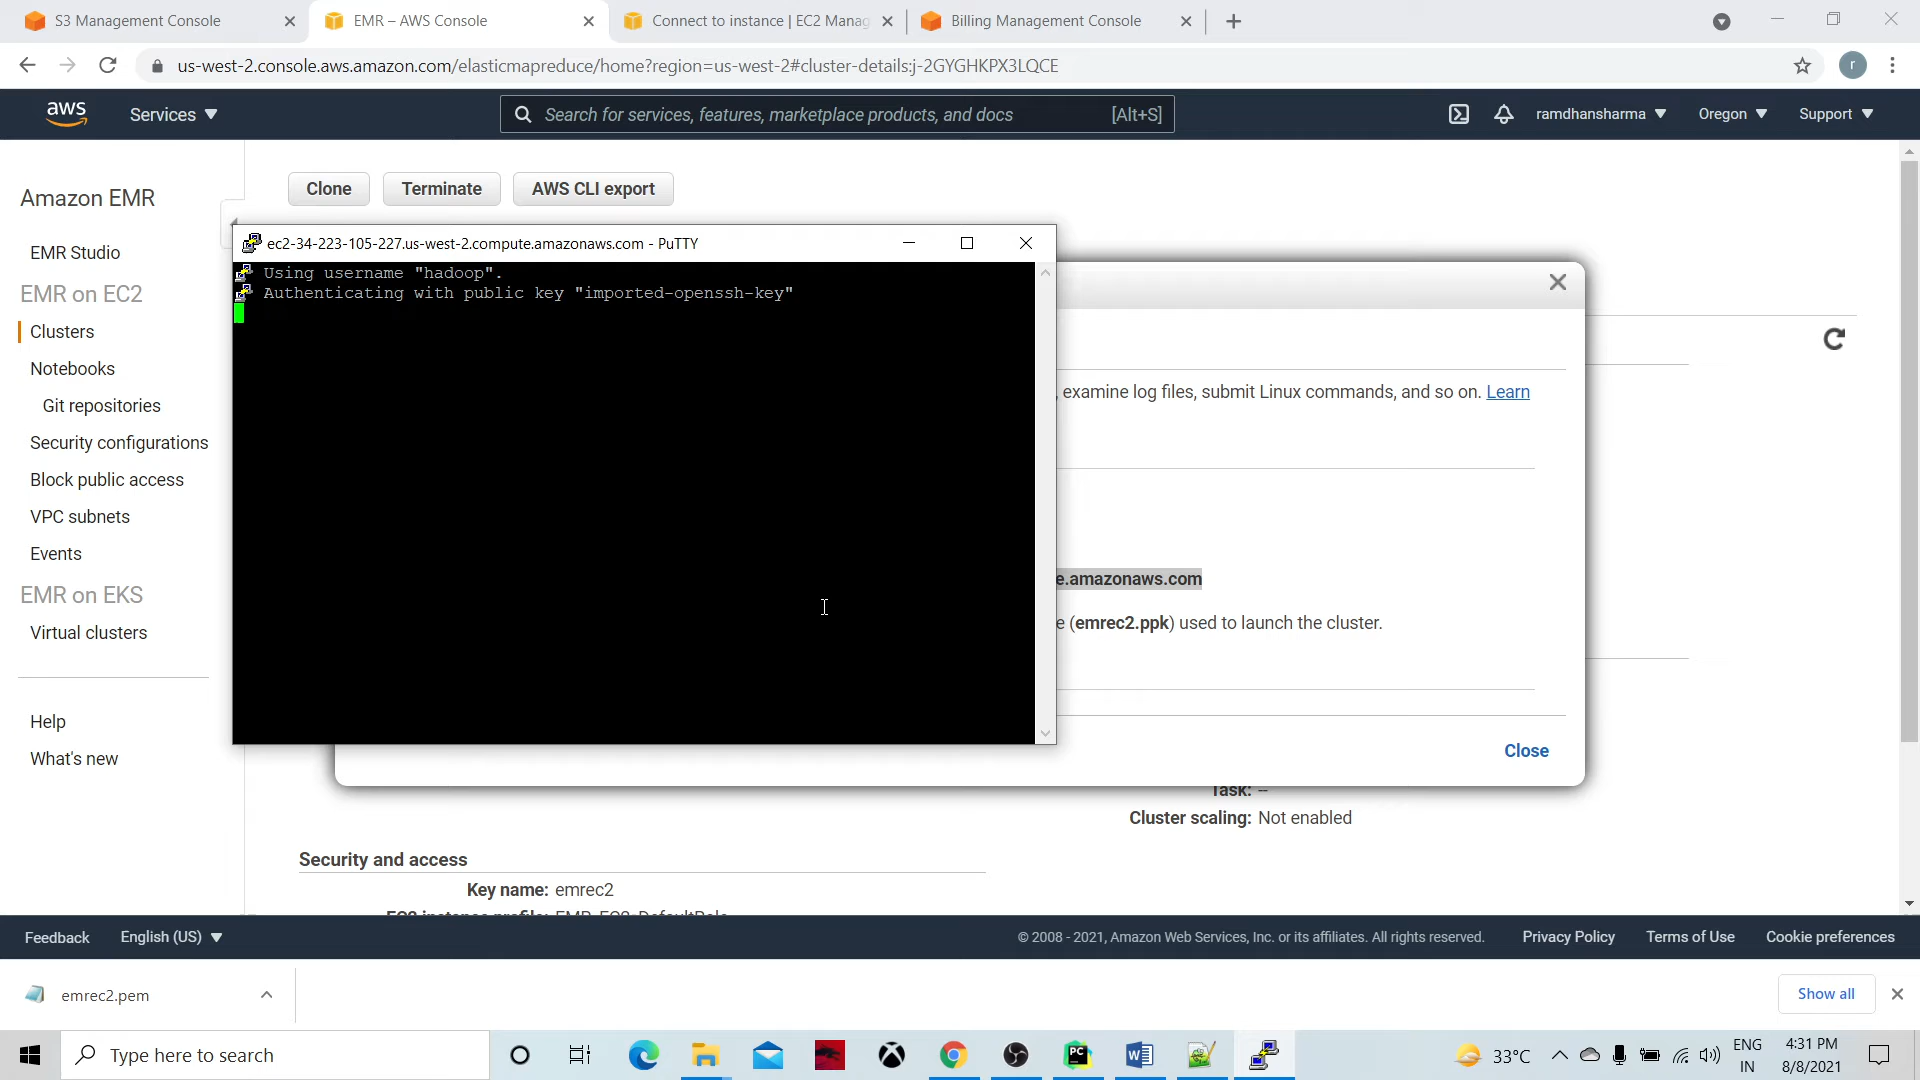 S3 Management Console
EMR – AWS Console
Connect to instance | EC2 Manag
Billing Management Console
us-west-2.console.aws.amazon.com/elasticmapreduce/home?region=us-west-2#cluster-details:j-2GYGHKPX3LQCE
r
aws
Services
Search for services, features, marketplace products, and docs
[Alt+S]
ramdhansharma
Oregon
Support
Amazon EMR
EMR Studio
EMR on EC2
Clusters
Notebooks
Git repositories
Security configurations
Block public access
VPC subnets
Events
EMR on EKS
Virtual clusters
Help
What's new
Clone
Terminate
AWS CLI export
ec2-34-223-105-227.us-west-2.compute.amazonaws.com - PuTTY
Using username "hadoop".
Authenticating with public key "imported-openssh-key"
, examine log files, submit Linux commands, and so on. Learn
e.amazonaws.com
e (emrec2.ppk) used to launch the cluster.
Close
Task: --
Cluster scaling: Not enabled
Security and access
Key name: emrec2
Feedback
English (US)
© 2008 - 2021, Amazon Web Services, Inc. or its affiliates. All rights reserved.
Privacy Policy
Terms of Use
Cookie preferences
emrec2.pem
Show all
Type here to search
PC
33°C
ENG
IN
4:31 PM
8/8/2021